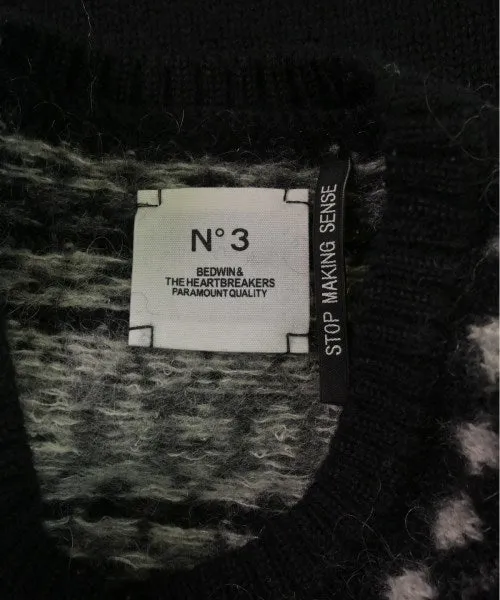 N° 3
BEDWIN &
THE HEARTBREAKERS
PARAMOUNT QUALITY
STOP MAKING SENSE